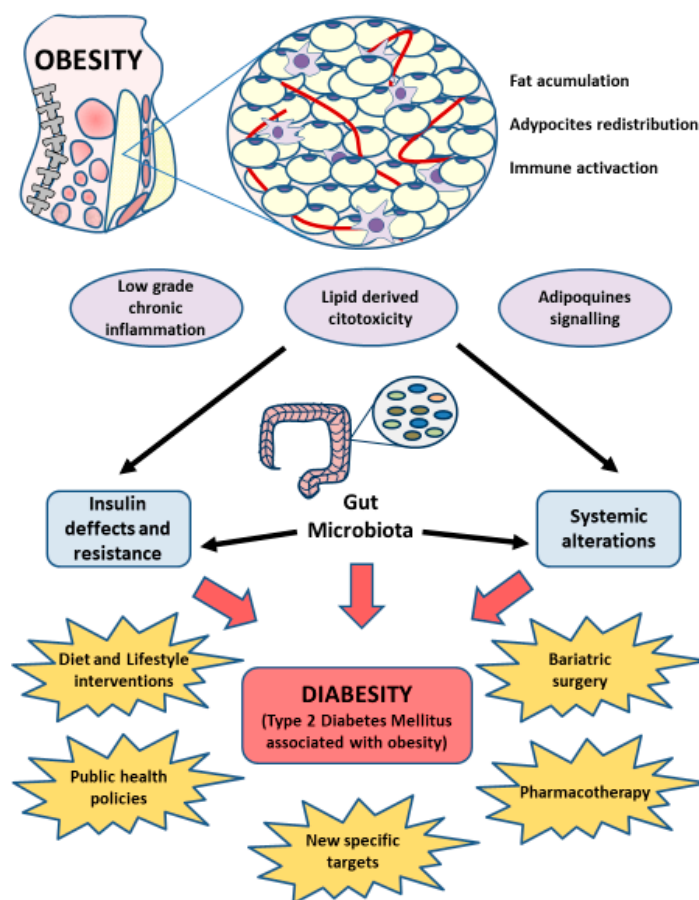 OBESITY
Fat acumulation
Adypocites redistribution
Immune activaction
Low grade
chronic
inflammation
Lipid derived
citotoxicity
Adipoquines
signalling
Gut
Microbiota
Insulin
deffects and
resistance
Systemic
alterations
Diet and Lifestyle
interventions
Bariatric
surgery
DIABESITY
(Type 2 Diabetes Mellitus
associated with obesity)
Public health
policies
Pharmacotherapy
New specific
targets